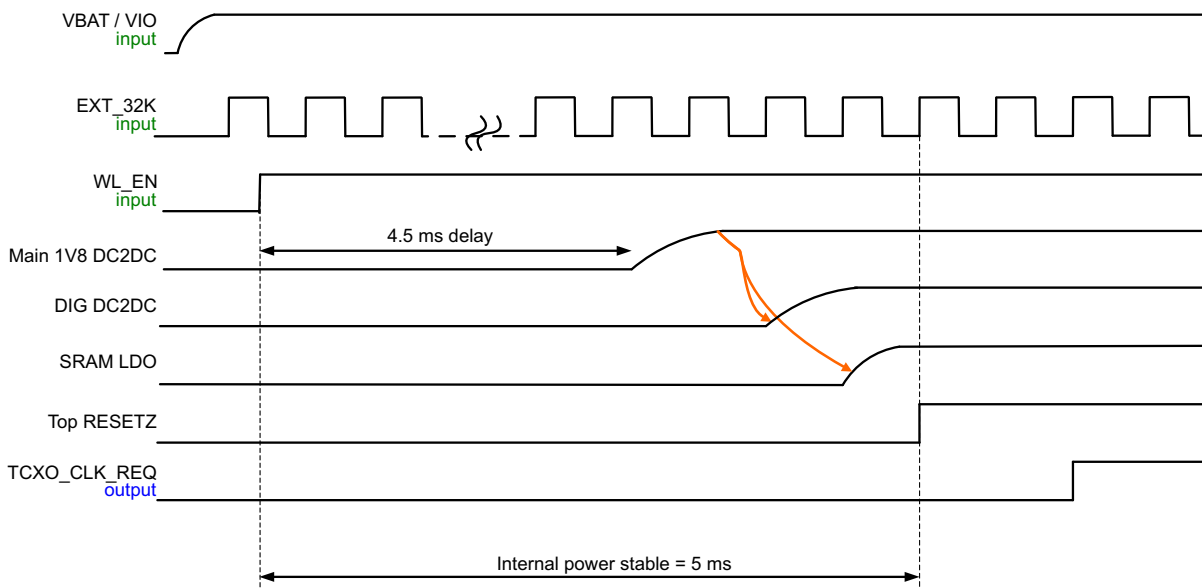 VBAT / VIO
input
EXT_32K
input
WL_EN
input
4.5 ms delay
Main 1V8 DC2DC
DIG DC2DC
SRAM LDO
Top RESETZ
TCXO_CLK_REQ
output
Internal power stable = 5 ms